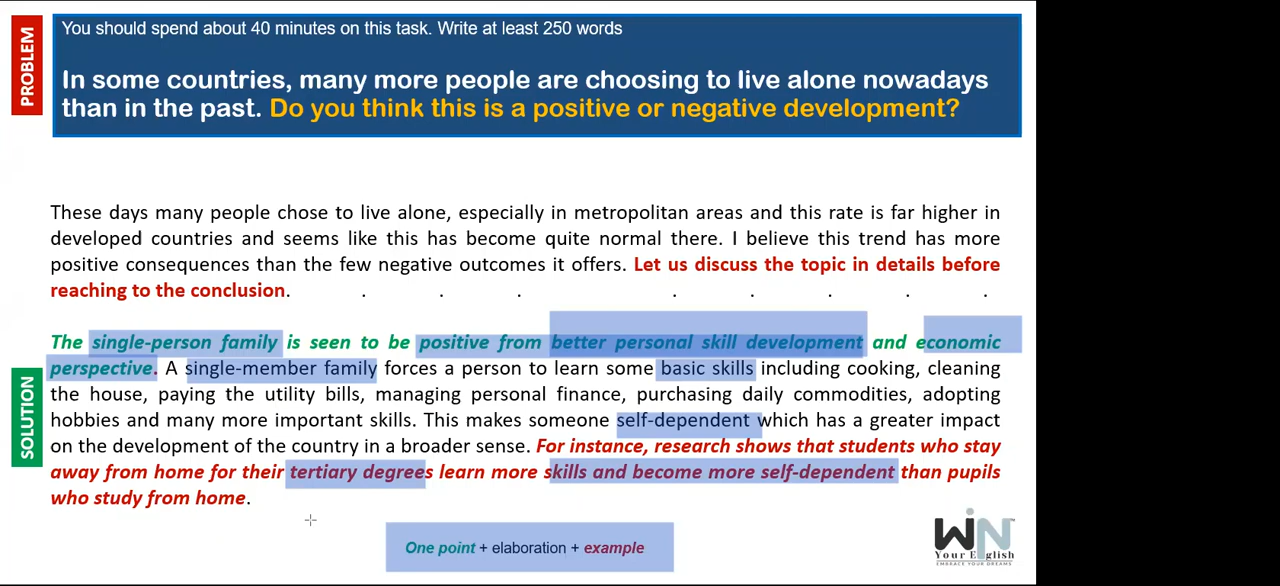 PROBLEM
You should spend about 40 minutes on this task. Write at least 250 words
In some countries, many more people are choosing to live alone nowadays
than in the past. Do you think this is a positive or negative development?
These days many people chose to live alone, especially in metropolitan areas and this rate is far higher in
developed countries and seems like this has become quite normal there. I believe this trend has more
positive consequences than the few negative outcomes it offers. Let us discuss the topic in details before
reaching to the conclusion. . . . . . . . .
SOLUTION
The single-person family is seen to be positive from better personal skill development and economic
perspective. A single-member family forces a person to learn some basic skills including cooking, cleaning
the house, paying the utility bills, managing personal finance, purchasing daily commodities, adopting
hobbies and many more important skills. This makes someone self-dependent which has a greater impact
on the development of the country in a broader sense. For instance, research shows that students who stay
away from home for their tertiary degrees learn more skills and become more self-dependent than pupils
who study from home.
One point + elaboration + example
WiN
Your English
EMBRACE YOUR DREAMS